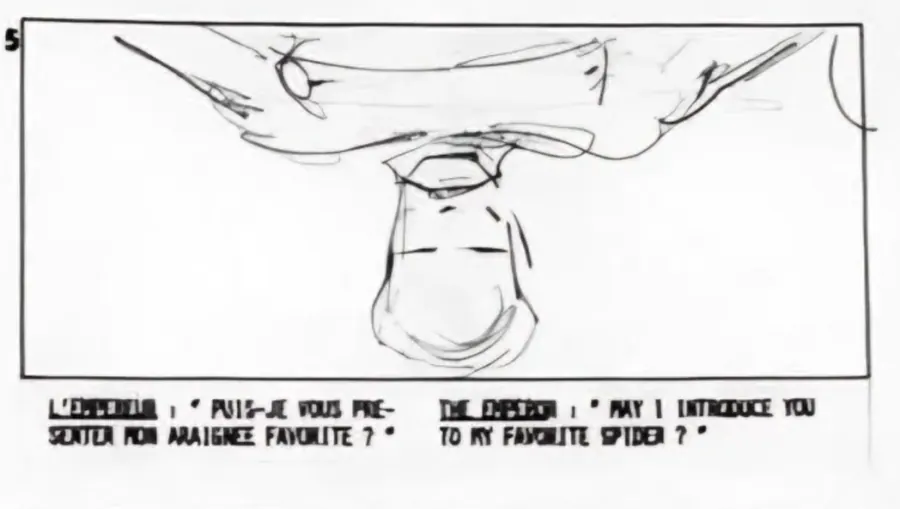 5
L'EMPEREUR : " PUIS-JE VOUS PRE-
SENTER MON ARAIGNEE FAVORITE ? "
THE EMPEROR : " MAY I INTRODUCE YOU
TO MY FAVORITE SPIDER ? "